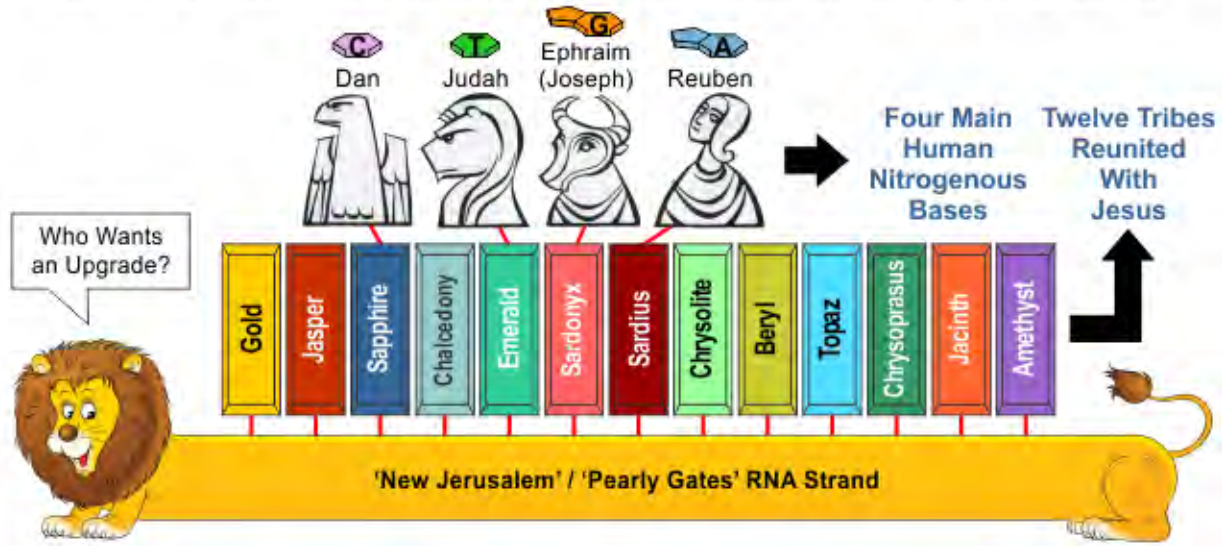 C
T
G
A
Dan
Judah
Ephraim
(Joseph)
Reuben
Four Main
Human
Nitrogenous
Bases
Twelve Tribes
Reunited
With
Jesus
Who Wants
an Upgrade?
Gold
Jasper
Sapphire
Chalcedony
Emerald
Sardonyx
Sardius
Chrysolite
Beryl
Topaz
Chrysoprasus
Jacinth
Amethyst
'New Jerusalem' / 'Pearly Gates' RNA Strand